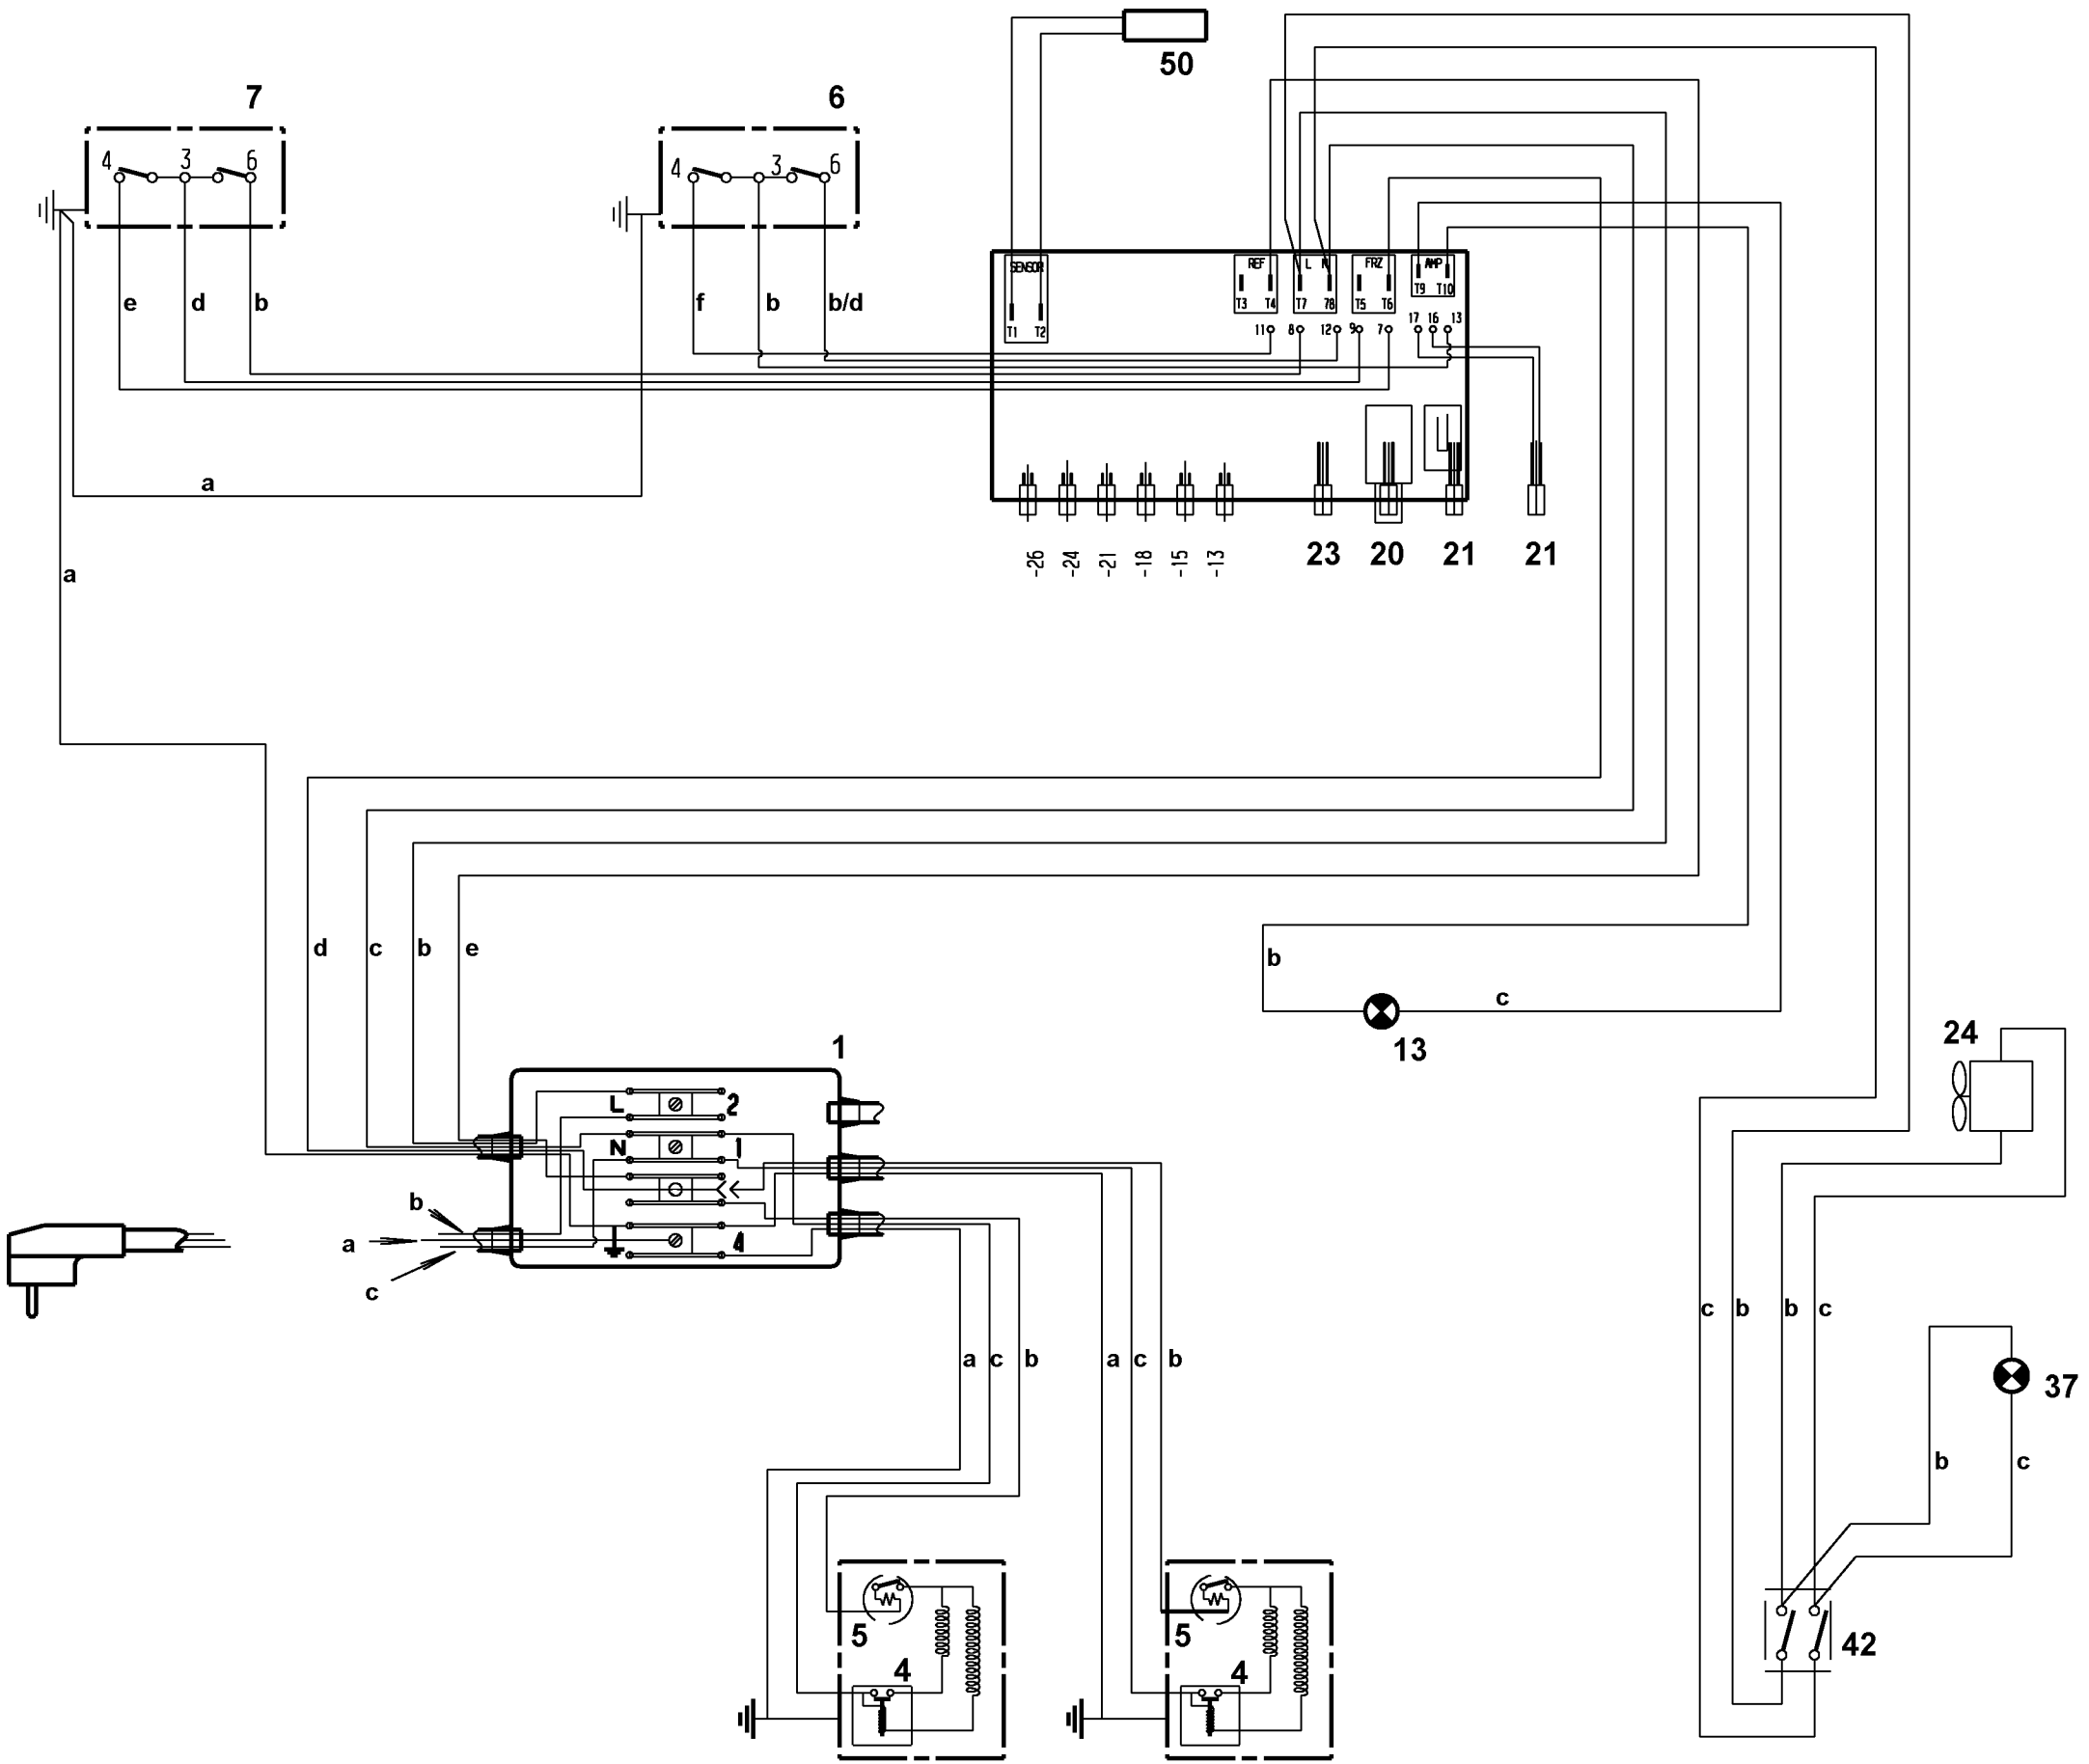 50
7
6
4 3 6
4 3 6
SENSOR REF L N FRZ AMP
T1 T2 T3 T4 T7 78 T5 T6 T9 T10
11 8 12 9 7 17 16 13
e d b
f b b/d
a
-26 -24 -21 -18 -15 -13
23 20 21 21
a
d c b e
b
c
13
24
1
L 2
N 1
4
b
a
c
c b b c
a c b
a c b
37
b c
5
5
4
4
42